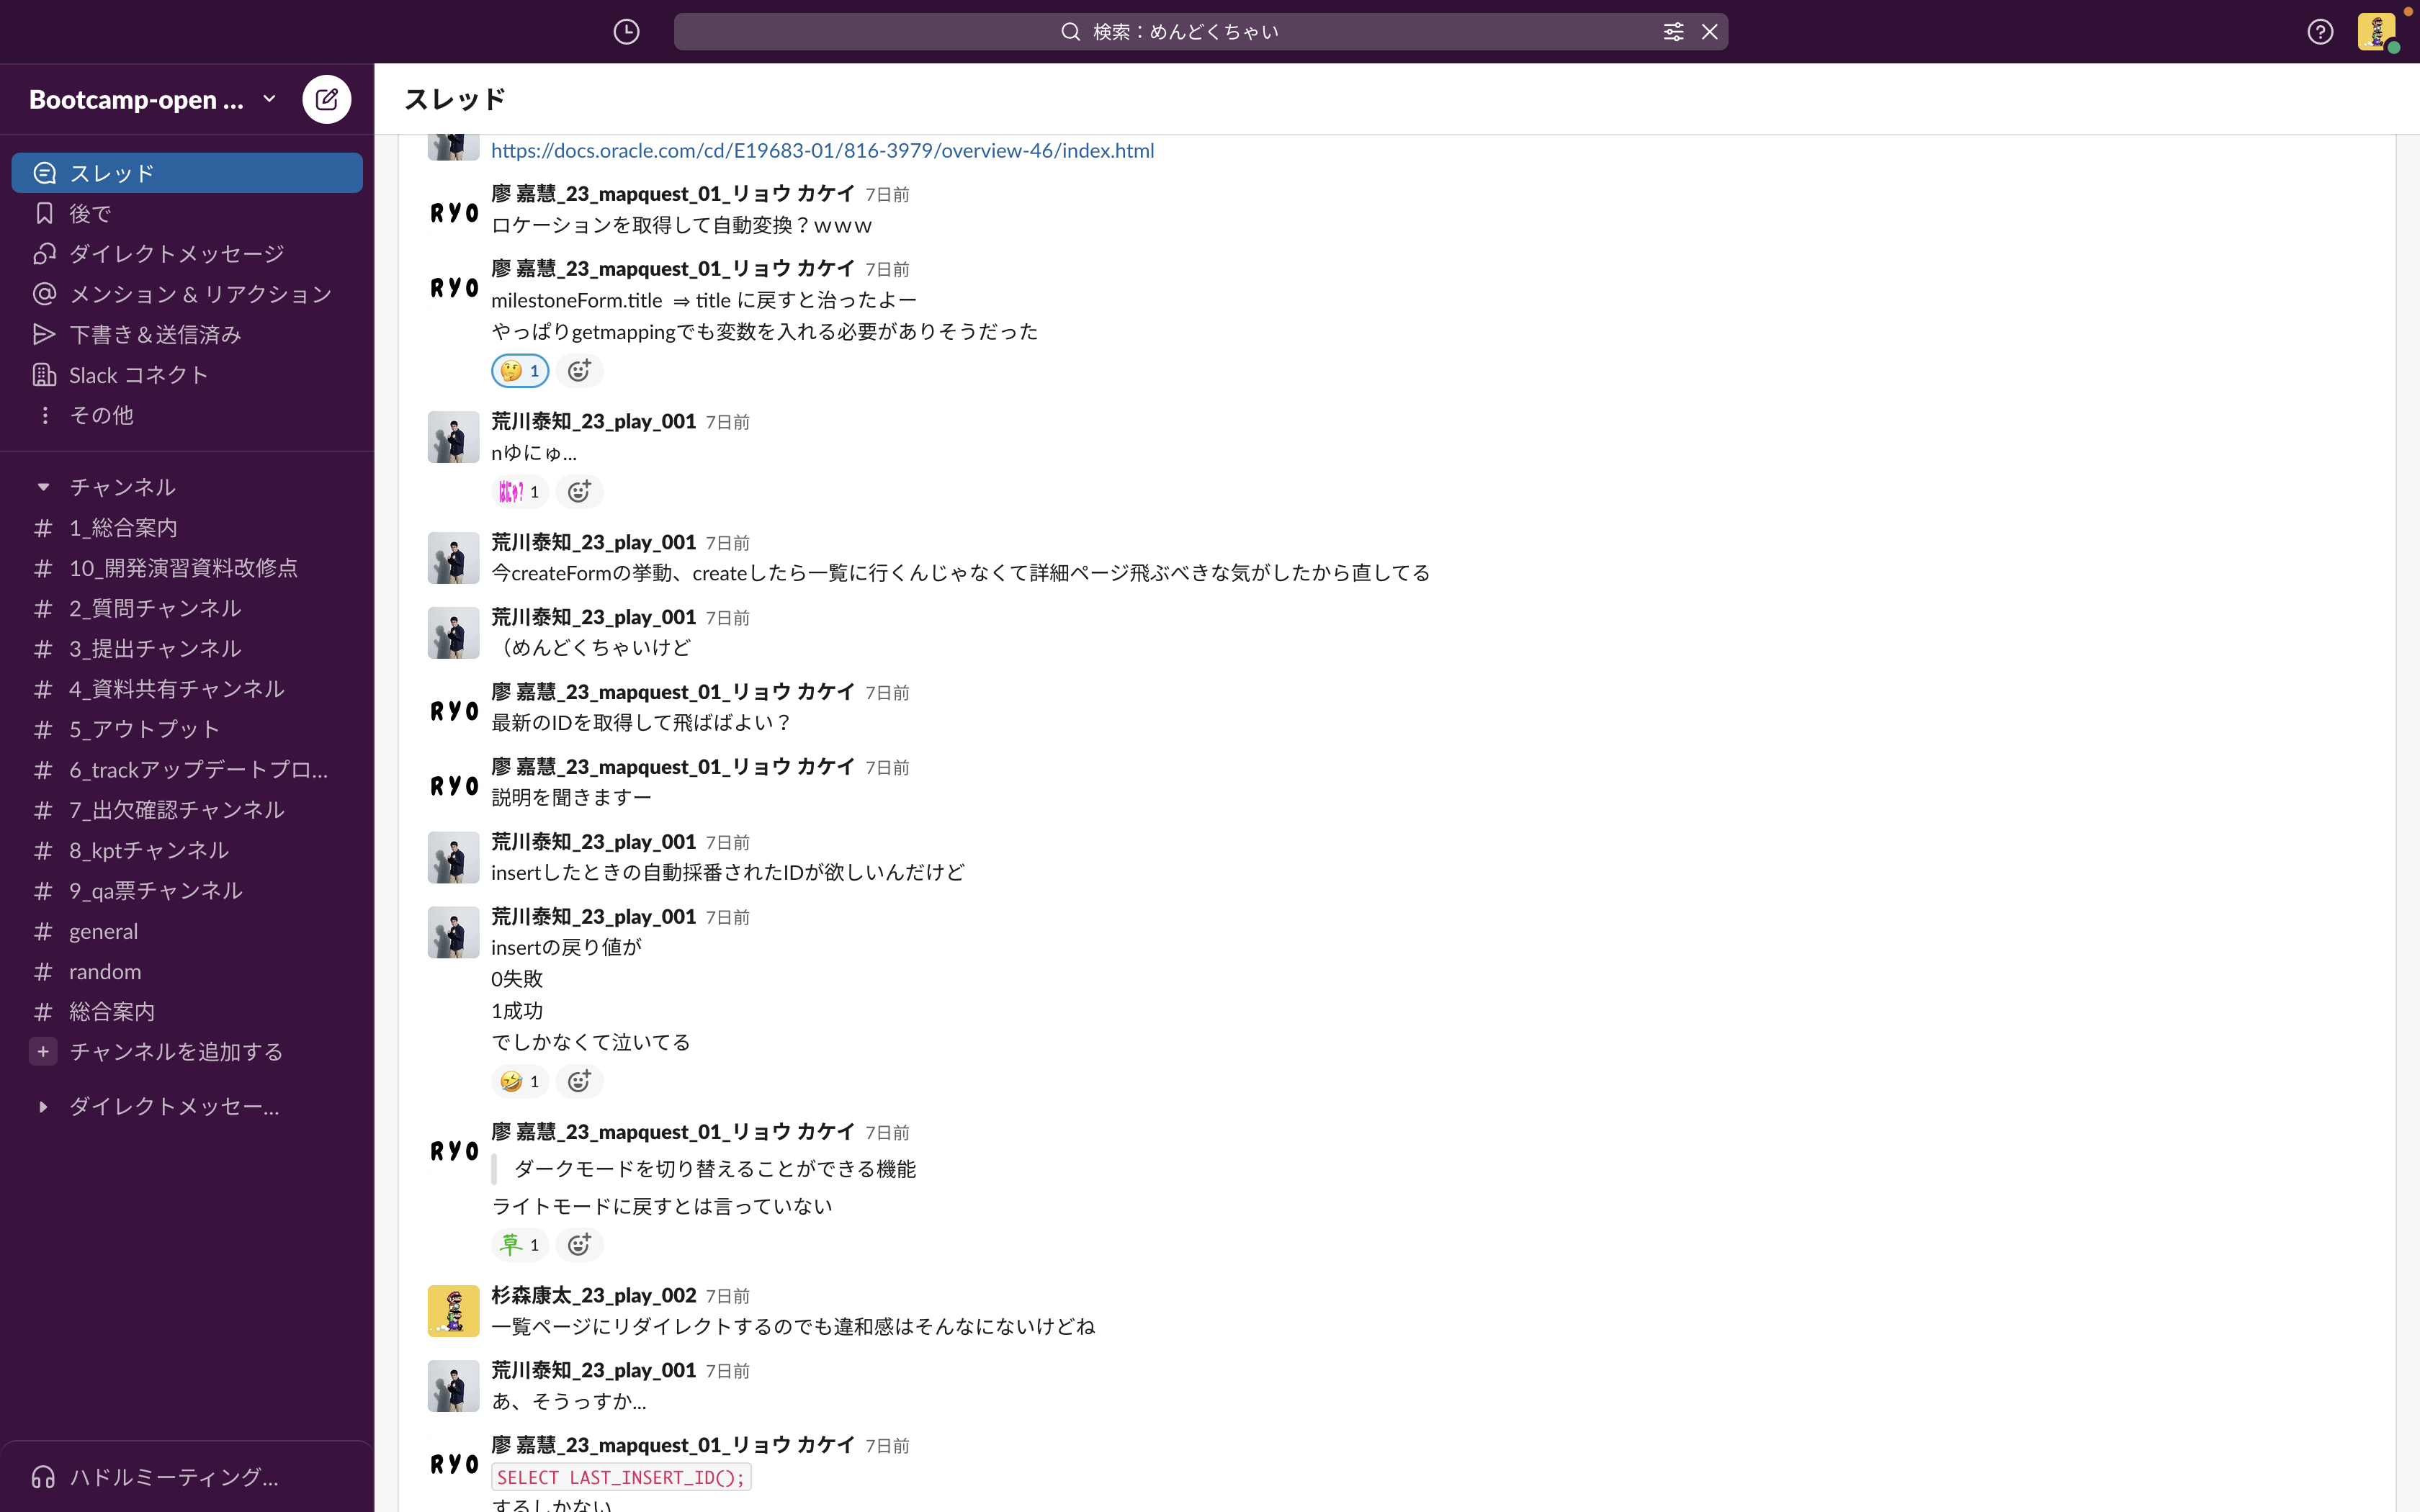 検索：めんどくちゃい
Bootcamp-open ...
スレッド
後で
ダイレクトメッセージ
メンション & リアクション
下書き & 送信済み
Slack コネクト
その他
チャンネル
# 1_総合案内
# 10_開発演習資料改修点
# 2_質問チャンネル
# 3_提出チャンネル
# 4_資料共有チャンネル
# 5_アウトプット
# 6_trackアップデートプロ...
# 7_出欠確認チャンネル
# 8_kptチャンネル
# 9_qa票チャンネル
# general
# random
# 総合案内
+ チャンネルを追加する
ダイレクトメッセー...
ハドルミーティング...
スレッド
https://docs.oracle.com/cd/E19683-01/816-3979/overview-46/index.html
RYO
廖 嘉慧_23_mapquest_01_リョウ カケイ 7日前
ロケーションを取得して自動変換？ｗｗｗ
RYO
廖 嘉慧_23_mapquest_01_リョウ カケイ 7日前
milestoneForm.title ⇒ title に戻すと治ったよー
やっぱりgetmappingでも変数を入れる必要がありそうだった
🤔 1
荒川泰知_23_play_001 7日前
nゆにゅ...
はにゃ? 1
荒川泰知_23_play_001 7日前
今createFormの挙動、createしたら一覧に行くんじゃなくて詳細ページ飛ぶべきな気がしたから直してる
荒川泰知_23_play_001 7日前
（めんどくちゃいけど
RYO
廖 嘉慧_23_mapquest_01_リョウ カケイ 7日前
最新のIDを取得して飛ばばよい？
RYO
廖 嘉慧_23_mapquest_01_リョウ カケイ 7日前
説明を聞きますー
荒川泰知_23_play_001 7日前
insertしたときの自動採番されたIDが欲しいんだけど
荒川泰知_23_play_001 7日前
insertの戻り値が
0失敗
1成功
でしかなくて泣いてる
🤣 1
RYO
廖 嘉慧_23_mapquest_01_リョウ カケイ 7日前
ダークモードを切り替えることができる機能
ライトモードに戻すとは言っていない
草 1
杉森康太_23_play_002 7日前
一覧ページにリダイレクトするのでも違和感はそんなにないけどね
荒川泰知_23_play_001 7日前
あ、そうっすか...
RYO
廖 嘉慧_23_mapquest_01_リョウ カケイ 7日前
SELECT LAST_INSERT_ID();
するしかない